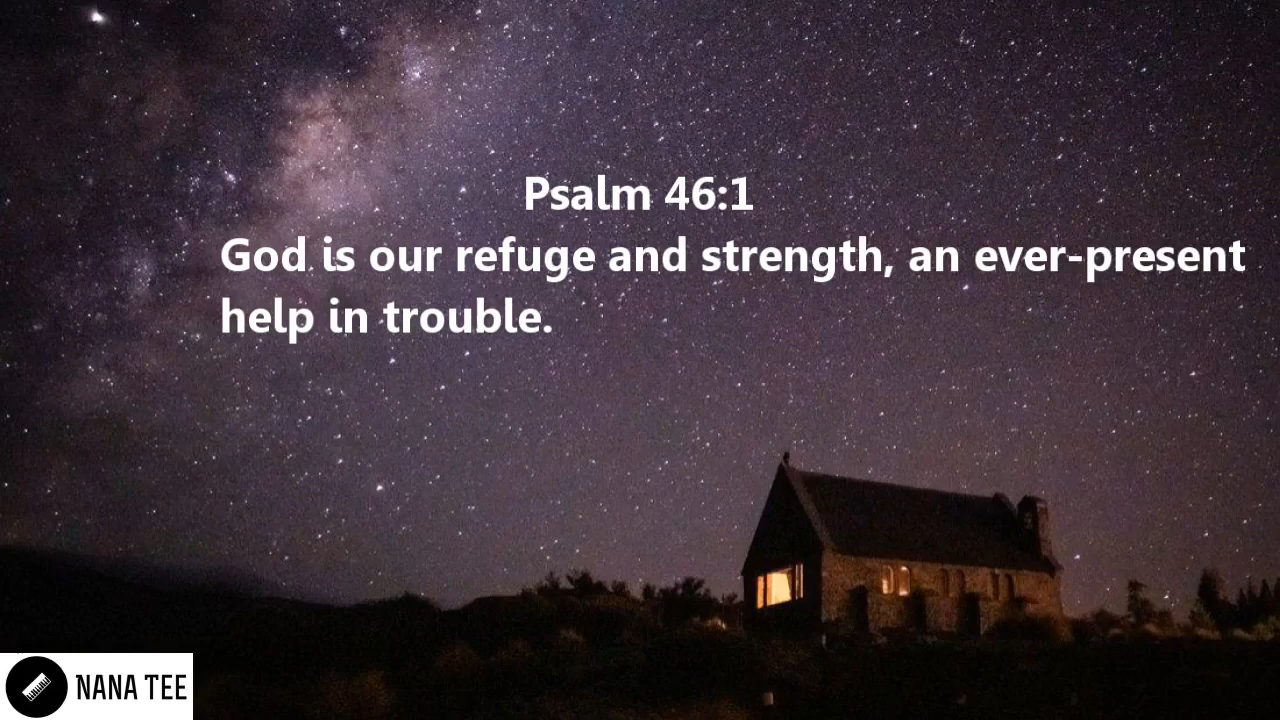 Psalm 46:1
God is our refuge and strength, an ever-present
help in trouble.
NANA TEE